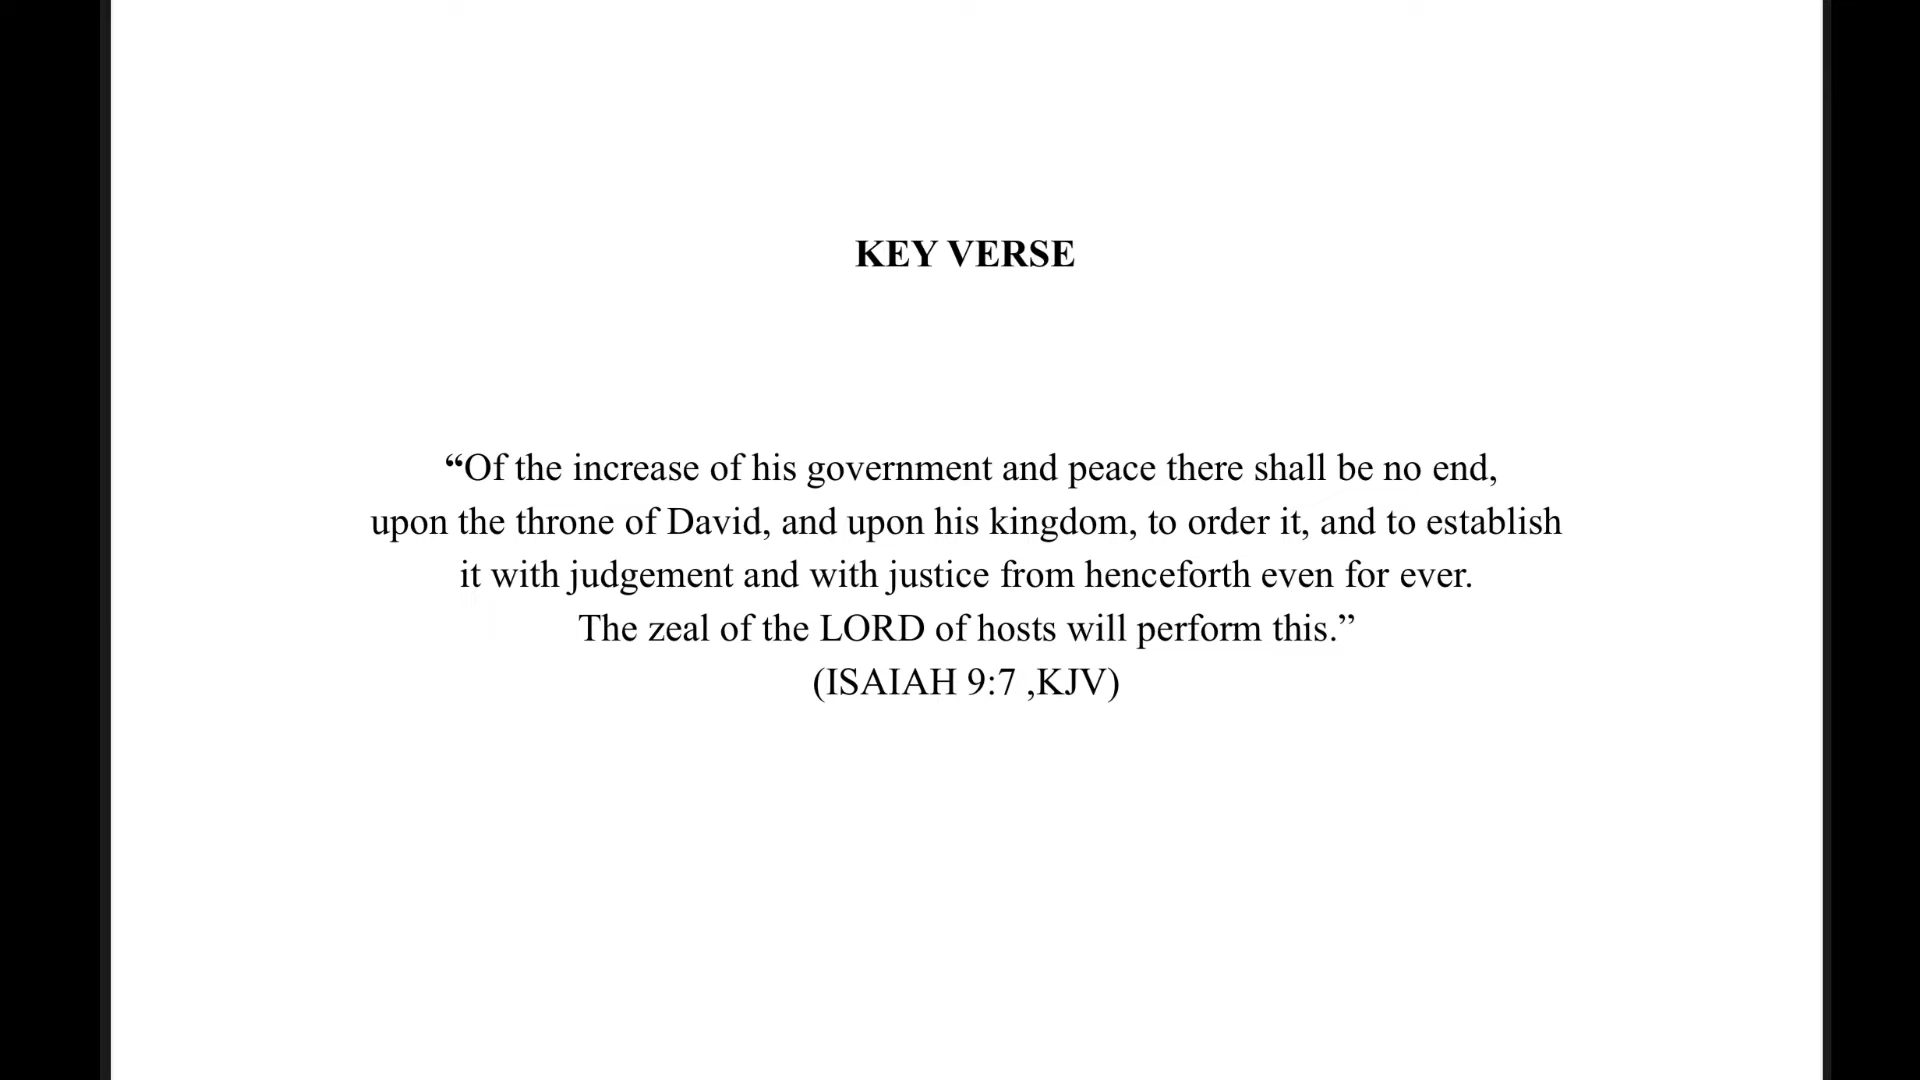 KEY VERSE
“Of the increase of his government and peace there shall be no end,
upon the throne of David, and upon his kingdom, to order it, and to establish
it with judgement and with justice from henceforth even for ever.
The zeal of the LORD of hosts will perform this.”
(ISAIAH 9:7 ,KJV)